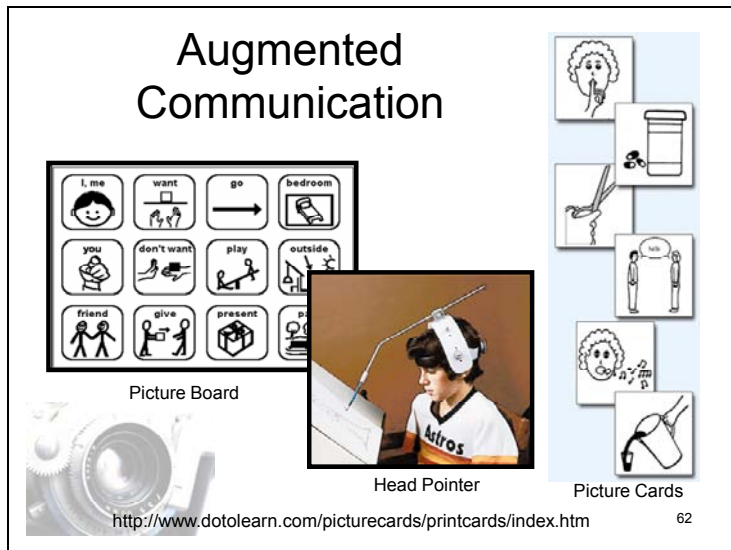 Augmented
Communication
I, me
want
go
bedroom
you
don't want
play
outside
friend
give
present
Picture Board
Astros
hello
Head Pointer
Picture Cards
http://www.dotolearn.com/picturecards/printcards/index.htm
62